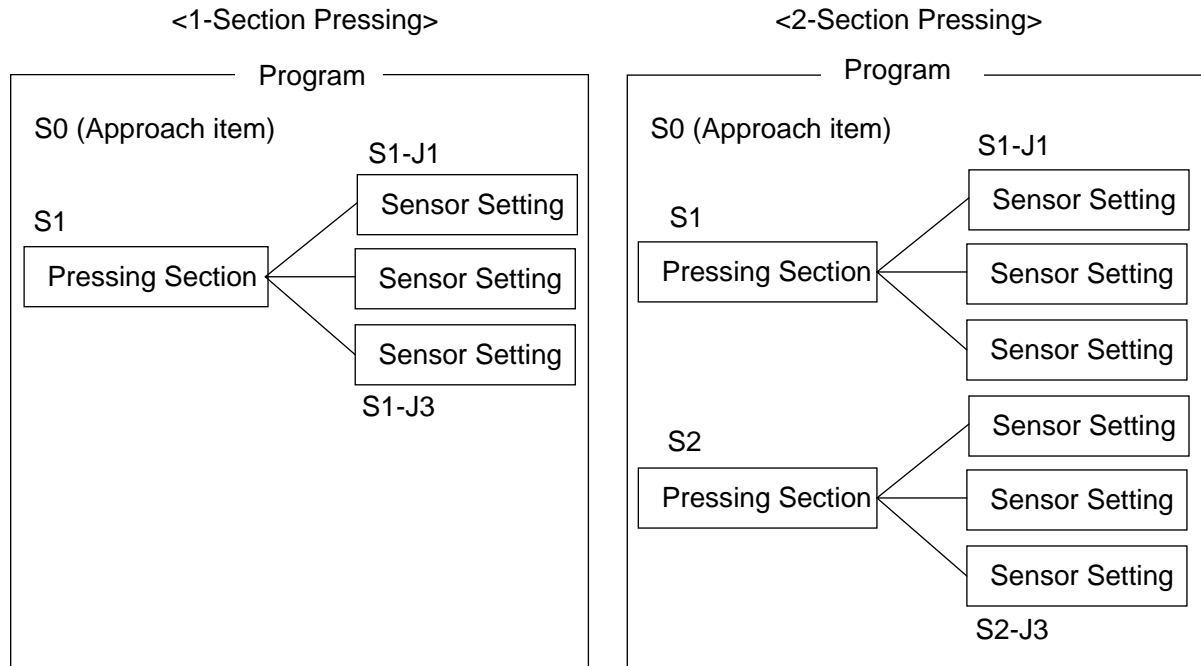 <1-Section Pressing>
Program
S0 (Approach item)
S1-J1
Sensor Setting
S1
Pressing Section
Sensor Setting
Sensor Setting
S1-J3
<2-Section Pressing>
Program
S0 (Approach item)
S1-J1
Sensor Setting
S1
Pressing Section
Sensor Setting
Sensor Setting
Sensor Setting
S2
Pressing Section
Sensor Setting
Sensor Setting
S2-J3